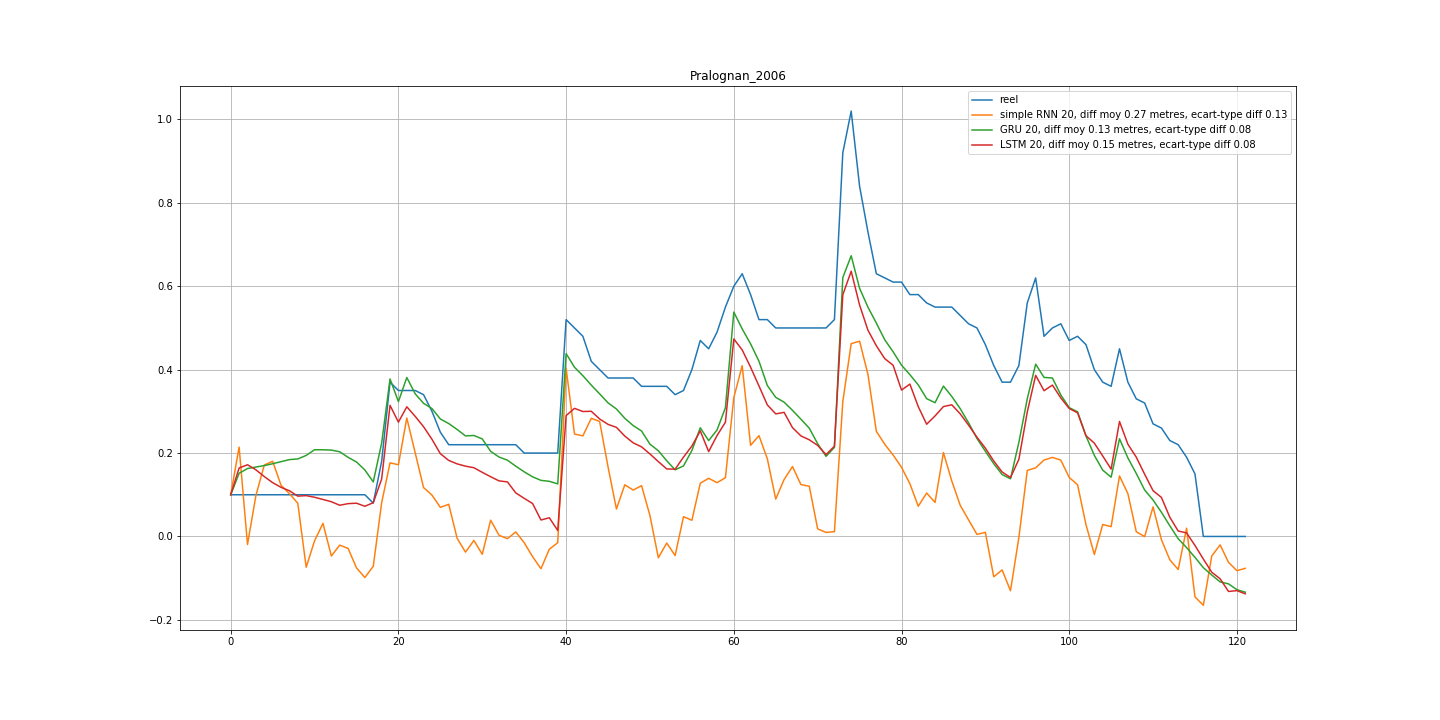 Pralognan_2006
reel
simple RNN 20, diff moy 0.27 metres, ecart-type diff 0.13
GRU 20, diff moy 0.13 metres, ecart-type diff 0.08
LSTM 20, diff moy 0.15 metres, ecart-type diff 0.08
1.0
0.8
0.6
0.4
0.2
0.0
−0.2
0 20 40 60 80 100 120